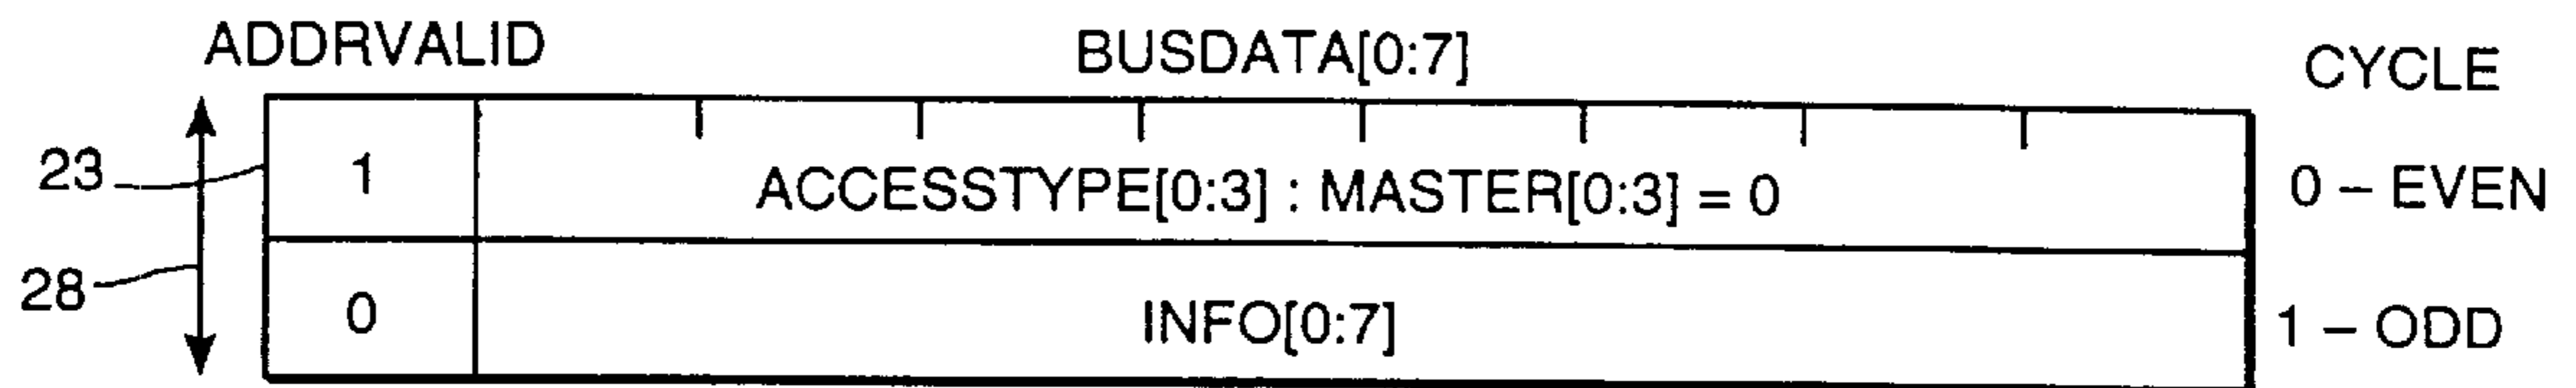 ADDRVALID BUSDATA[0:7] CYCLE
23 1 ACCESSTYPE[0:3] : MASTER[0:3] = 0 0 – EVEN
28 0 INFO[0:7] 1 – ODD